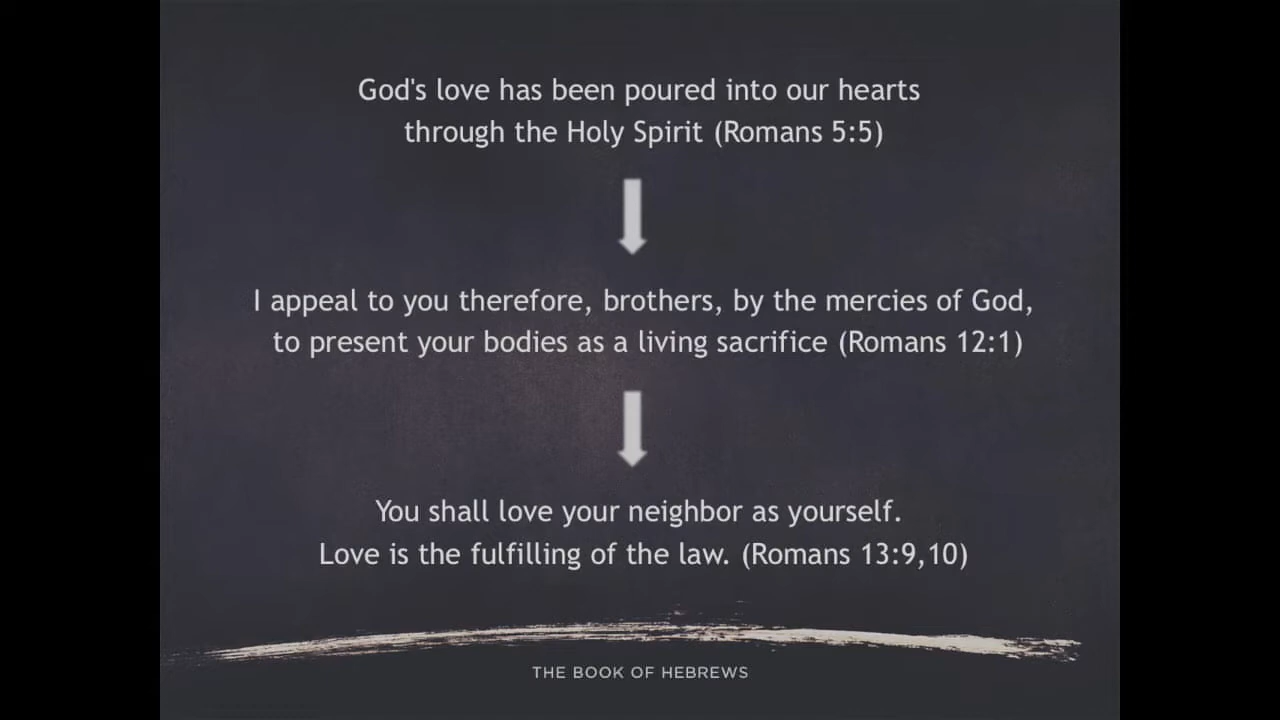 God's love has been poured into our hearts
through the Holy Spirit (Romans 5:5)
I appeal to you therefore, brothers, by the mercies of God,
to present your bodies as a living sacrifice (Romans 12:1)
You shall love your neighbor as yourself.
Love is the fulfilling of the law. (Romans 13:9,10)
THE BOOK OF HEBREWS